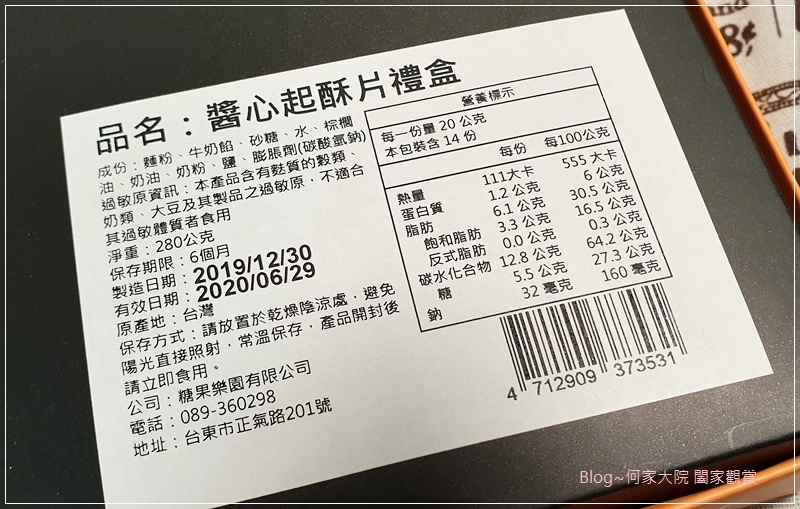 品名：醬心起酥片禮盒
成份：麵粉、牛奶餡、砂糖、水、棕櫚
油、奶油、奶粉、鹽、膨脹劑(碳酸氫鈉)
過敏原資訊：本產品含有麩質的穀類、
奶類、大豆及其製品之過敏原，不適合
其過敏體質者食用
淨重：280公克
保存期限：6個月
製造日期：2019/12/30
有效日期：2020/06/29
原產地：台灣
保存方式：請放置於乾燥陰涼處，避免
陽光直接照射，常溫保存，產品開封後
請立即食用。
公司：糖果樂園有限公司
電話：089-360298
地址：台東市正氣路201號
營養標示
每一份量 20 公克
本包裝含 14 份
每份 每100公克
熱量 111大卡 555 大卡
蛋白質 1.2 公克 6 公克
脂肪 6.1 公克 30.5 公克
飽和脂肪 3.3 公克 16.5 公克
反式脂肪 0.0 公克 0.3 公克
碳水化合物 12.8 公克 64.2 公克
糖 5.5 公克 27.3 公克
鈉 32 毫克 160 毫克
4 712909 373531
Blog~何家大院 闔家觀賞